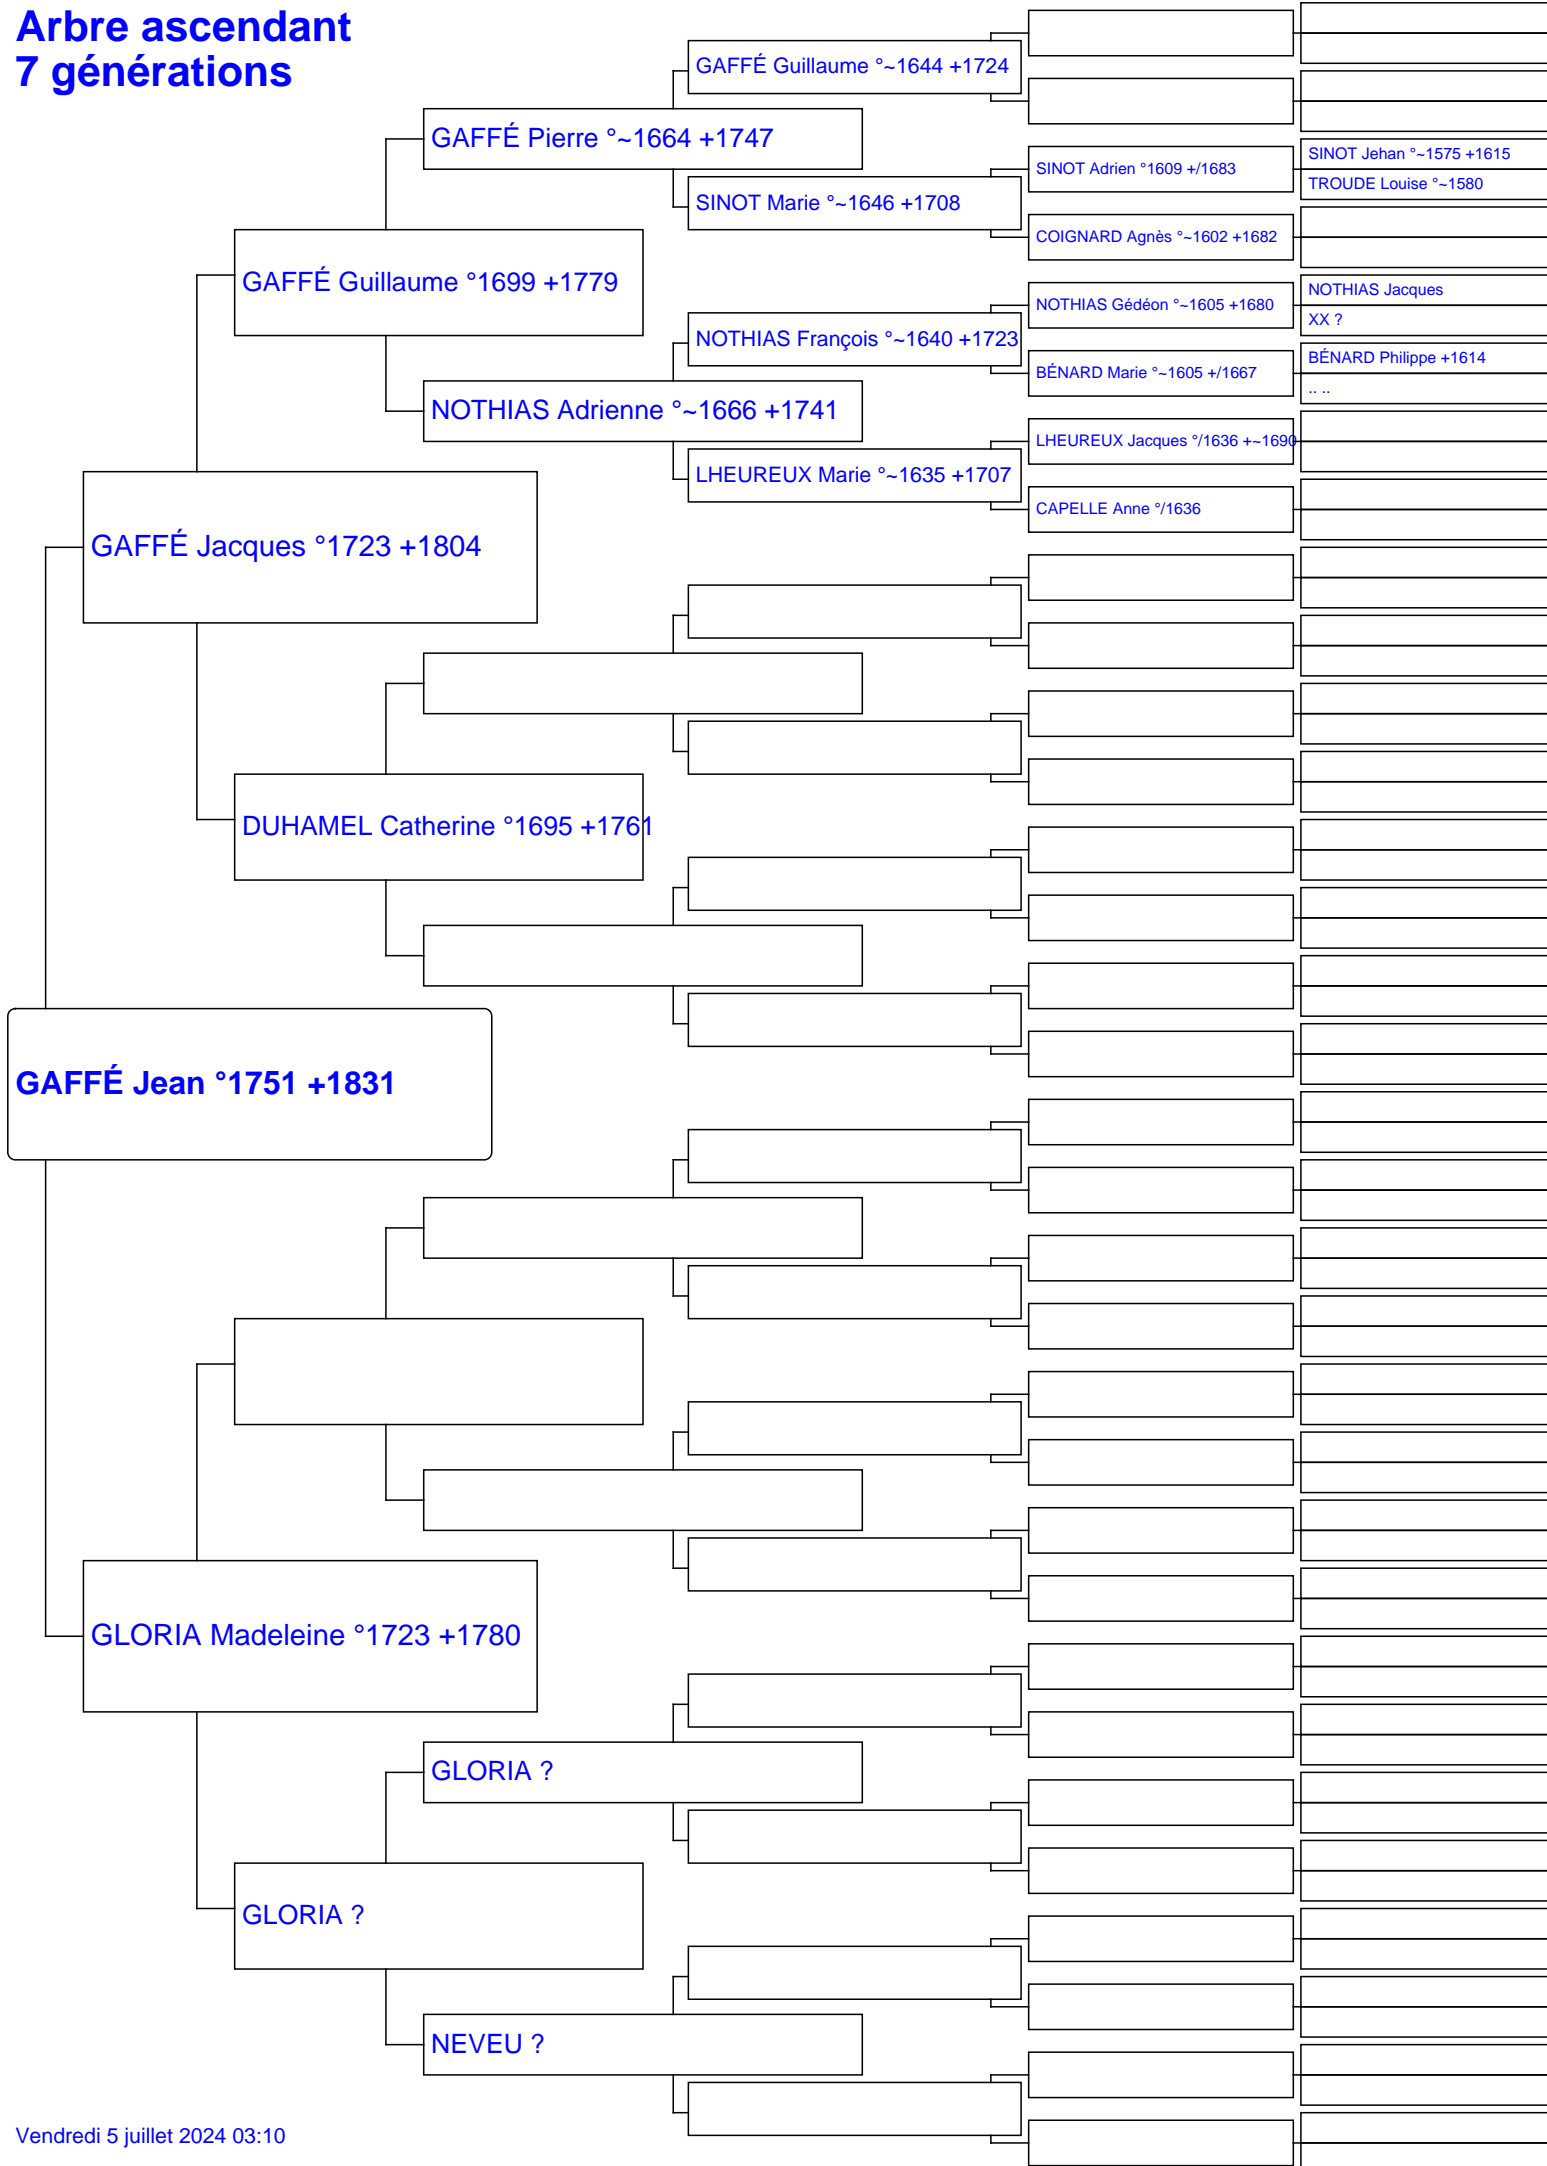 Arbre ascendant
7 générations
GAFFÉ Guillaume °~1644 +1724
GAFFÉ Pierre °~1664 +1747
SINOT Jehan °~1575 +1615
SINOT Adrien °1609 +/1683
TROUDE Louise °~1580
SINOT Marie °~1646 +1708
COIGNARD Agnès °~1602 +1682
GAFFÉ Guillaume °1699 +1779
NOTHIAS Jacques
NOTHIAS Gédéon °~1605 +1680
XX ?
NOTHIAS François °~1640 +1723
BÉNARD Philippe +1614
BÉNARD Marie °~1605 +/1667
.. ..
NOTHIAS Adrienne °~1666 +1741
LHEUREUX Jacques °/1636 +~1690
LHEUREUX Marie °~1635 +1707
CAPELLE Anne °/1636
GAFFÉ Jacques °1723 +1804
DUHAMEL Catherine °1695 +1761
GAFFÉ Jean °1751 +1831
GLORIA Madeleine °1723 +1780
GLORIA ?
GLORIA ?
NEVEU ?
Vendredi 5 juillet 2024 03:10